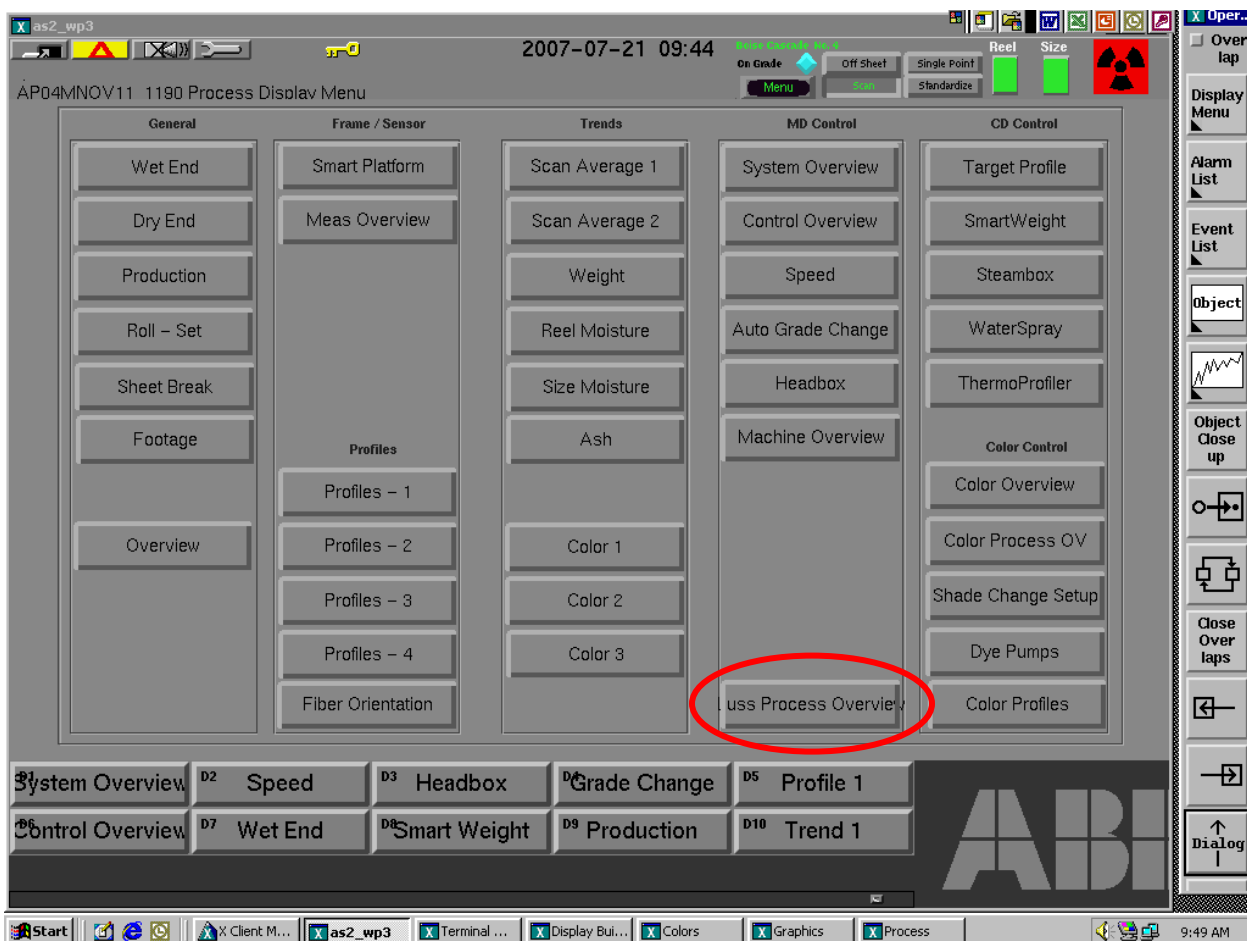 as2_wp3
2007-07-21 09:44
Boise Cascade No. 4
On Grade
Off Sheet
Single Point
Menu
Scan
Standardize
Reel
Size
AP04MNOV11 1190 Process Display Menu
General
Wet End
Dry End
Production
Roll – Set
Sheet Break
Footage
Overview
Frame / Sensor
Smart Platform
Meas Overview
Profiles
Profiles – 1
Profiles – 2
Profiles – 3
Profiles – 4
Fiber Orientation
Trends
Scan Average 1
Scan Average 2
Weight
Reel Moisture
Size Moisture
Ash
Color 1
Color 2
Color 3
MD Control
System Overview
Control Overview
Speed
Auto Grade Change
Headbox
Machine Overview
uss Process Overview
CD Control
Target Profile
SmartWeight
Steambox
WaterSpray
ThermoProfiler
Color Control
Color Overview
Color Process OV
Shade Change Setup
Dye Pumps
Color Profiles
D1 System Overview
D2 Speed
D3 Headbox
D4 Grade Change
D5 Profile 1
D6 Control Overview
D7 Wet End
D8 Smart Weight
D9 Production
D10 Trend 1
ABB
Oper...
Over
lap
Display
Menu
Alarm
List
Event
List
Object
Object
Close
up
Close
Over
laps
Dialog
Start
X Client M...
as2_wp3
Terminal ...
Display Bui...
Colors
Graphics
Process
9:49 AM